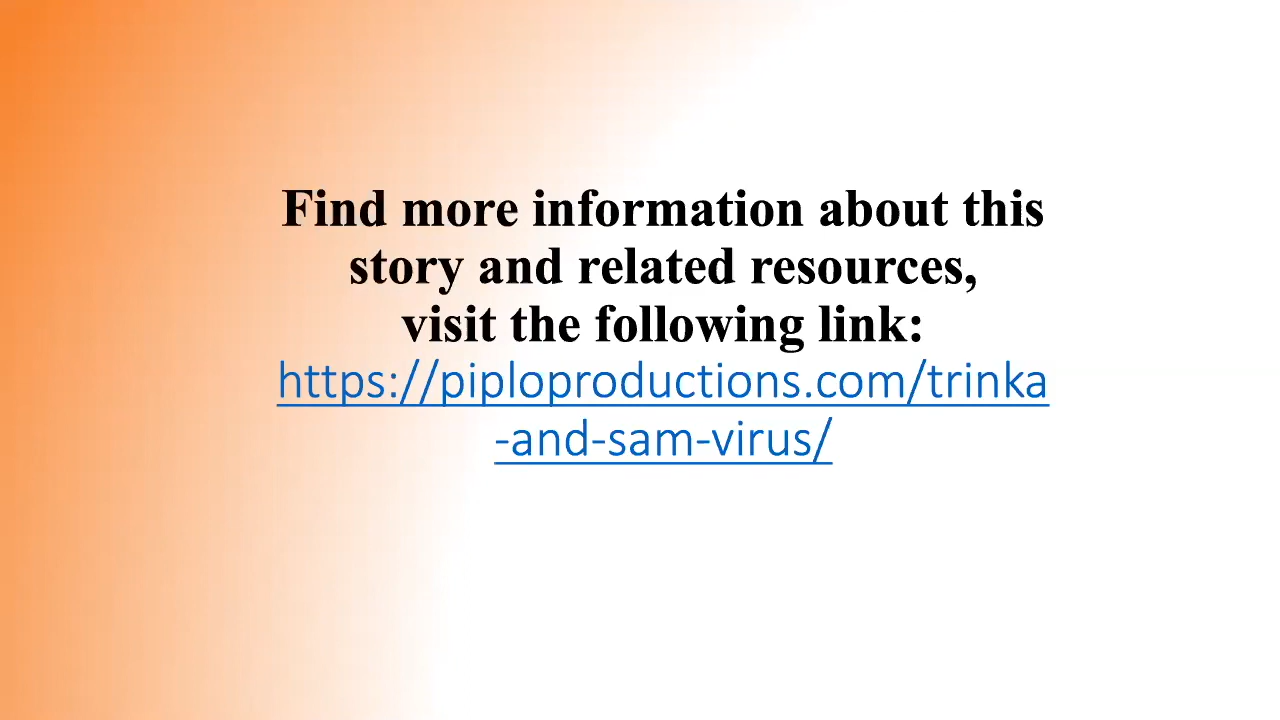 Find more information about this
story and related resources,
visit the following link:
https://piploproductions.com/trinka
-and-sam-virus/